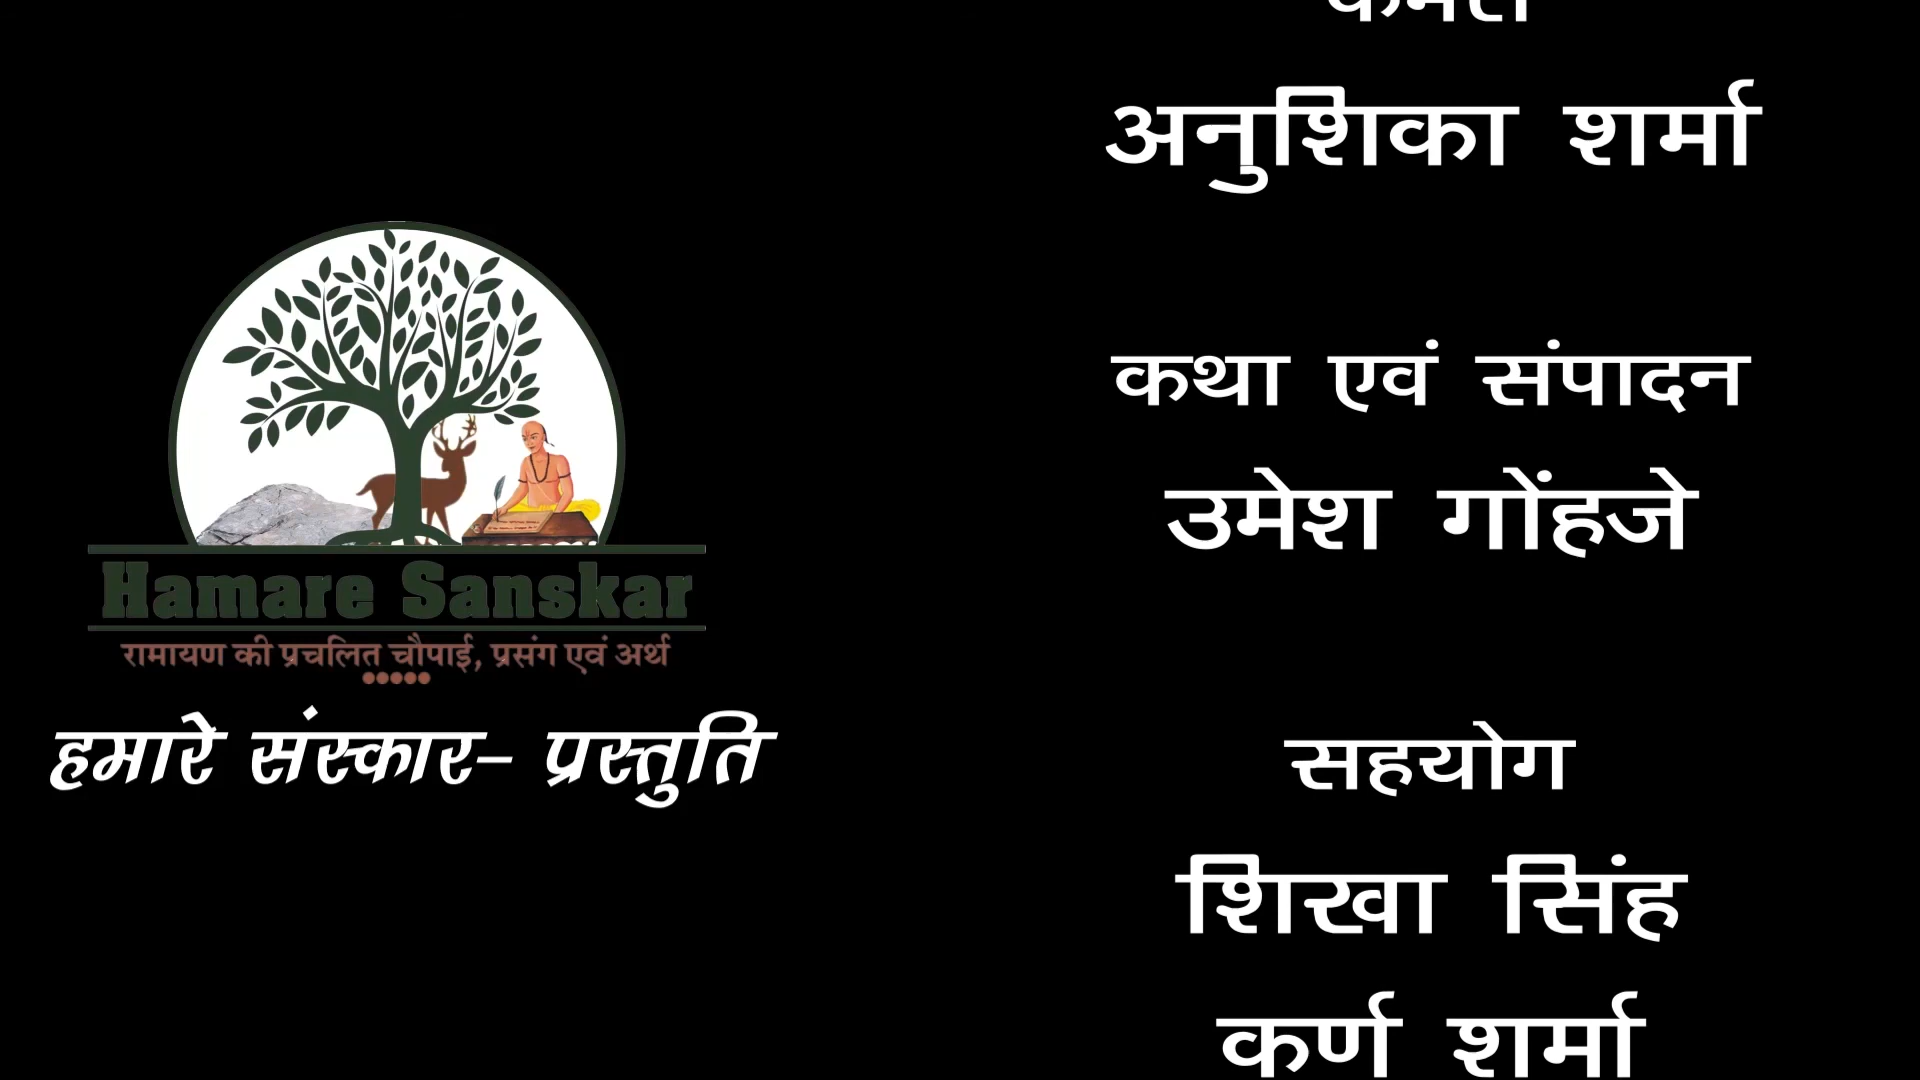 Hamare Sanskar
रामायण की प्रचलित चौपाई, प्रसंग एवं अर्थ
हमारे संस्कार- प्रस्तुति
अनुशिका शर्मा
कथा एवं संपादन
उमेश गोंहजे
सहयोग
शिखा सिंह
कर्ण शर्मा